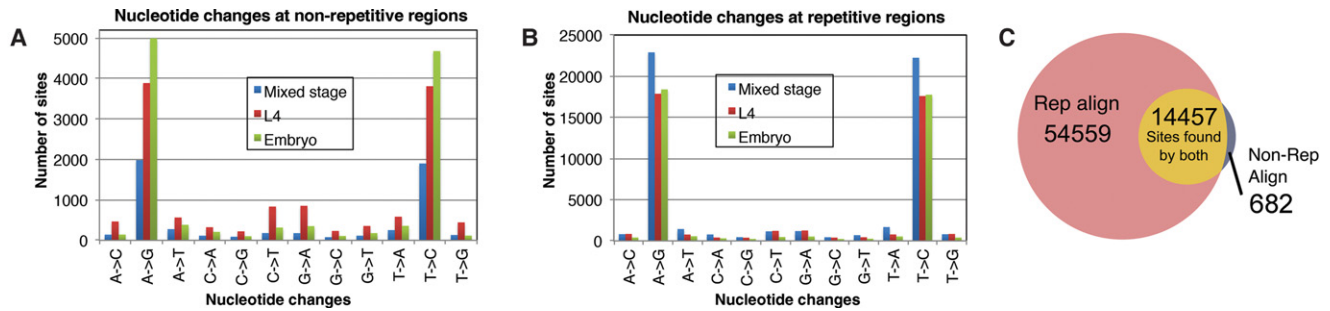 A
Nucleotide changes at non-repetitive regions
Number of sites
5000
4000
3000
2000
1000
0
Mixed stage
L4
Embryo
A->C
A->G
A->T
C->A
C->G
C->T
G->A
G->C
G->T
T->A
T->C
T->G
Nucleotide changes
B
Nucleotide changes at repetitive regions
Number of sites
25000
20000
15000
10000
5000
0
Mixed stage
L4
Embryo
A->C
A->G
A->T
C->A
C->G
C->T
G->A
G->C
G->T
T->A
T->C
T->G
Nucleotide changes
C
Rep align
54559
14457
Sites found
by both
Non-Rep
Align
682